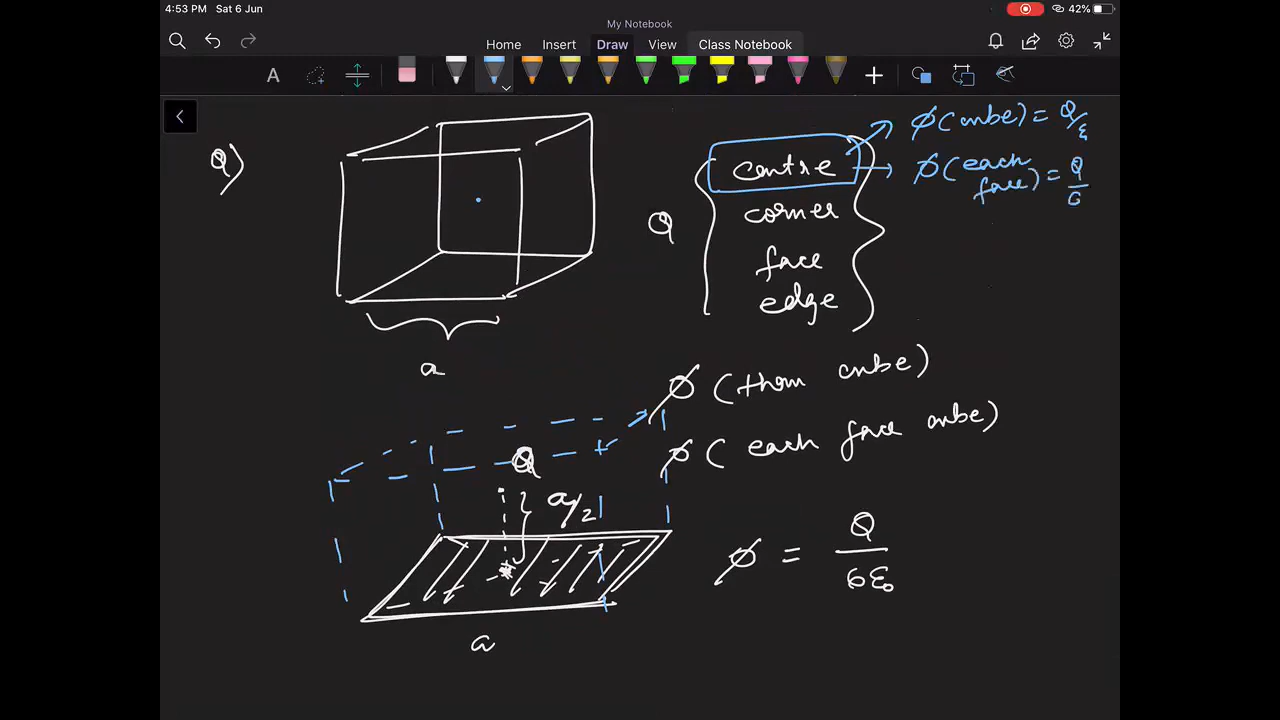 4:53 PM Sat 6 Jun
42%
My Notebook
Home Insert Draw View Class Notebook
A
Q)
ϕ(cube) = Q/ε
centre
ϕ(each face) = Q/6
Q
corner
face
edge
a
ϕ (thom cube)
ϕ( each face cube)
Q
a/2
ϕ = Q/6ε₀
a